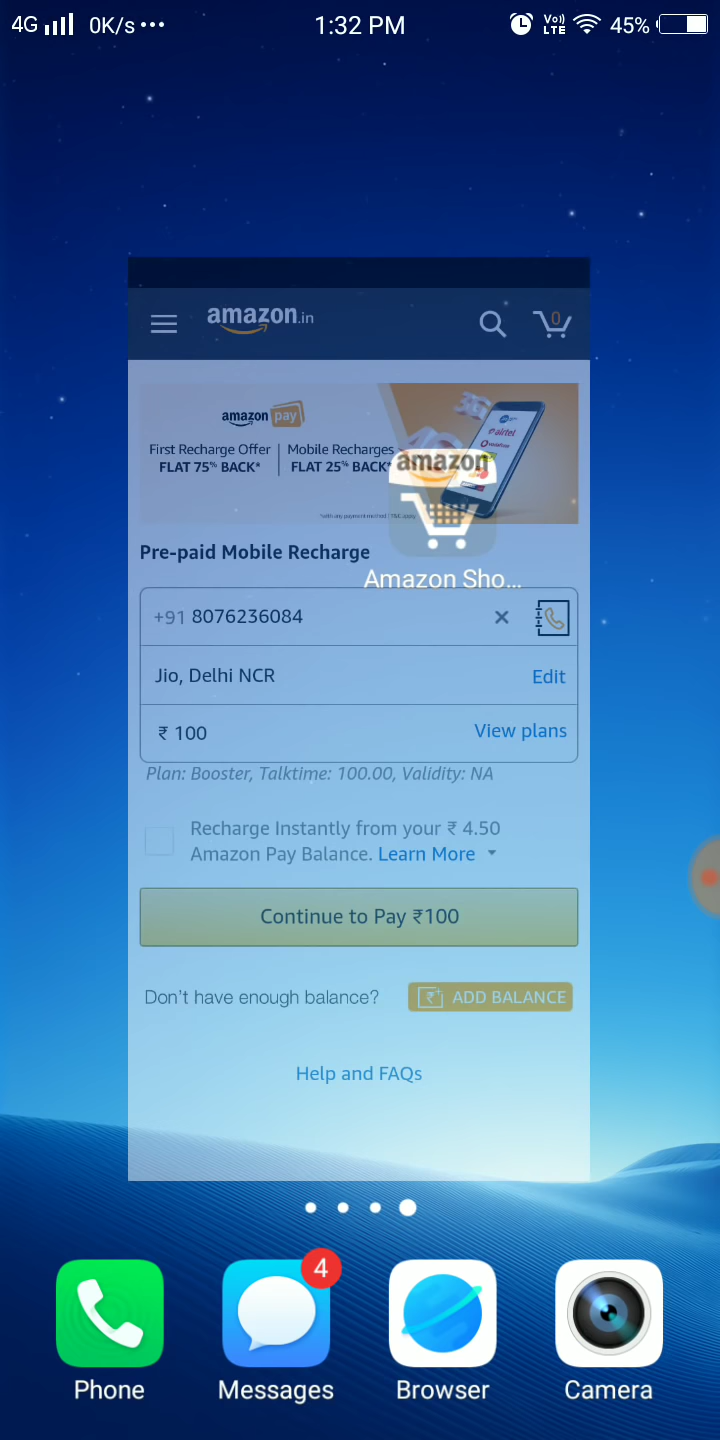 4G 0K/s ••• 1:32 PM Vo)) LTE 45%
amazon.in 0
amazon pay
First Recharge Offer
FLAT 75% BACK*
Mobile Recharges
FLAT 25% BACK*
airtel
vodafone
amazon
*with any payment method | T&C apply
Amazon Sho...
Pre-paid Mobile Recharge
+91 8076236084 ×
Jio, Delhi NCR Edit
₹ 100 View plans
Plan: Booster, Talktime: 100.00, Validity: NA
Recharge Instantly from your ₹ 4.50
Amazon Pay Balance. Learn More
Continue to Pay ₹100
Don't have enough balance? ADD BALANCE
Help and FAQs
4
Phone Messages Browser Camera